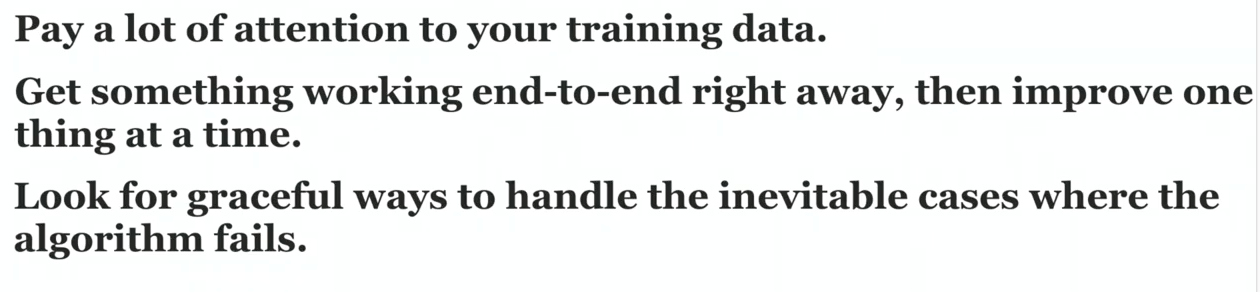 Pay a lot of attention to your training data.
Get something working end-to-end right away, then improve one
thing at a time.
Look for graceful ways to handle the inevitable cases where the
algorithm fails.